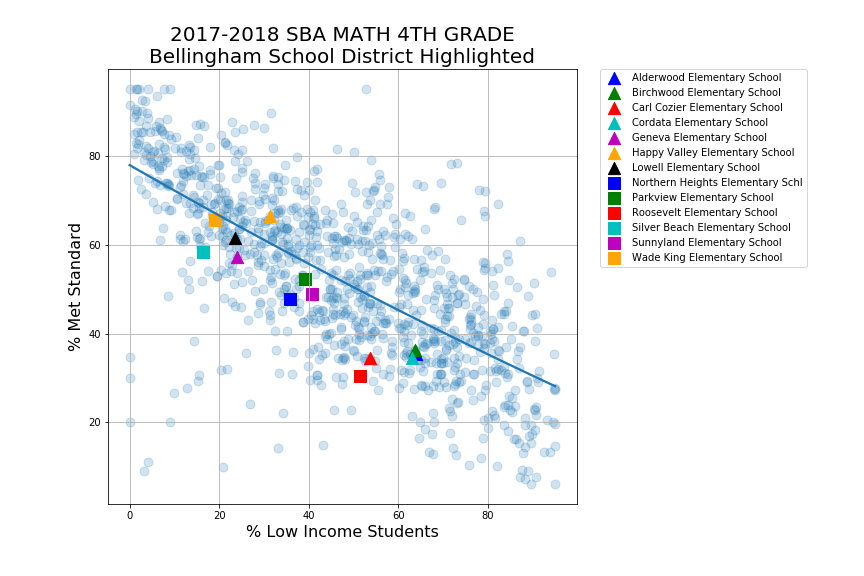 2017-2018 SBA MATH 4TH GRADE
Bellingham School District Highlighted
% Met Standard
80
60
40
20
0
20
40
60
80
% Low Income Students
Alderwood Elementary School
Birchwood Elementary School
Carl Cozier Elementary School
Cordata Elementary School
Geneva Elementary School
Happy Valley Elementary School
Lowell Elementary School
Northern Heights Elementary Schl
Parkview Elementary School
Roosevelt Elementary School
Silver Beach Elementary School
Sunnyland Elementary School
Wade King Elementary School